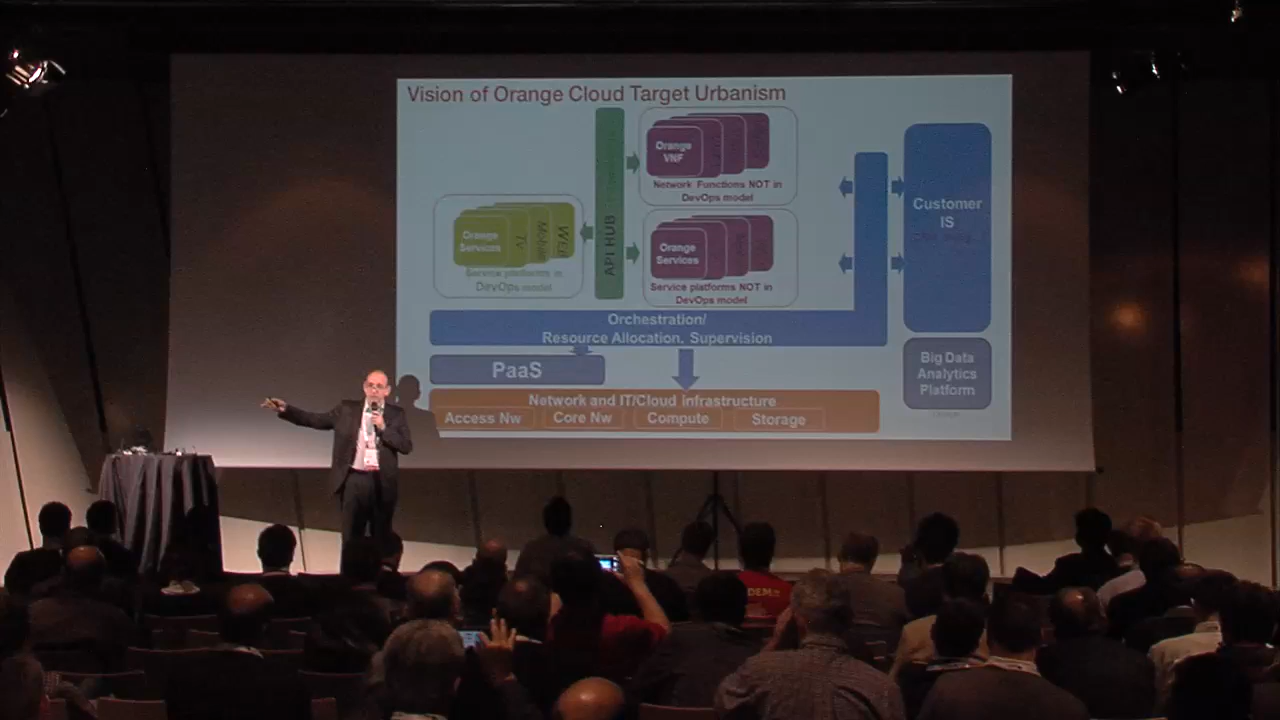 Vision of Orange Cloud Target Urbanism
Orange
VNF
Network Functions NOT in
DevOps model
API HUB
Orange
Services
TV
Mobile
WEB
Service platforms in
DevOps model
Orange
Services
Service platforms NOT in
DevOps model
Customer
IS
Orchestration/
Resource Allocation, Supervision
PaaS
Big Data
Analytics
Platform
Network and IT/Cloud infrastructure
Access Nw
Core Nw
Compute
Storage
DEM